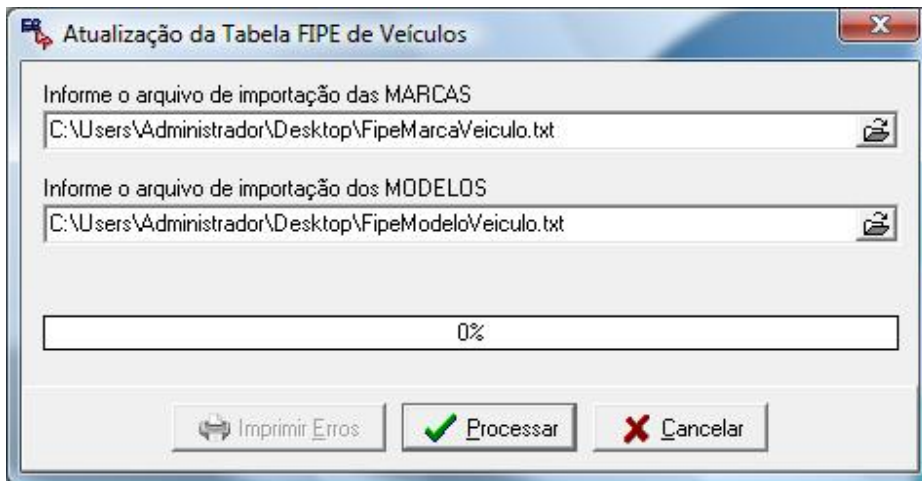 Atualização da Tabela FIPE de Veículos
Informe o arquivo de importação das MARCAS
C:\Users\Administrador\Desktop\FipeMarcaVeiculo.txt
Informe o arquivo de importação dos MODELOS
C:\Users\Administrador\Desktop\FipeModeloVeiculo.txt
0%
Imprimir Erros Processar Cancelar